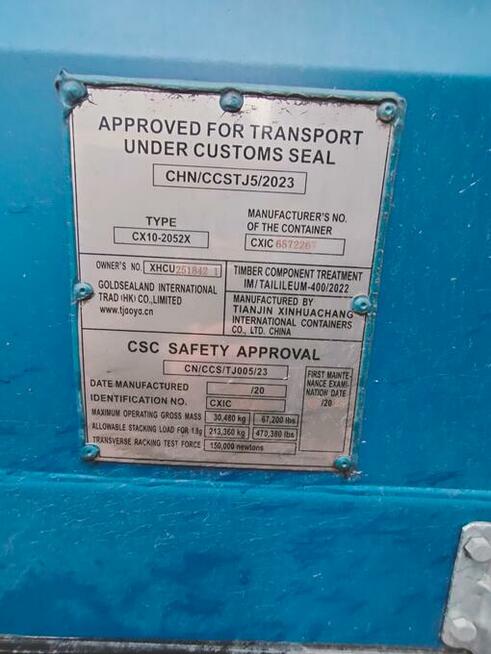 APPROVED FOR TRANSPORT
UNDER CUSTOMS SEAL
CHN/CCSTJ5/2023
TYPE
CX10-2052X
MANUFACTURER'S NO.
OF THE CONTAINER
CXIC 6572267
OWNER'S NO. XHCU 251842 1
GOLDSEALAND INTERNATIONAL
TRAD (HK) CO.,LIMITED
www.tjaoya.cn
TIMBER COMPONENT TREATMENT
IM/TAILILEUM-400/2022
MANUFACTURED BY
TIANJIN XINHUACHANG
INTERNATIONAL CONTAINERS
CO., LTD. CHINA
CSC SAFETY APPROVAL
CN/CCS/TJ005/23
DATE MANUFACTURED /20
IDENTIFICATION NO. CXIC
MAXIMUM OPERATING GROSS MASS 30,480 kg 67,200 lbs
ALLOWABLE STACKING LOAD FOR 1.8g 213,360 kg 470,380 lbs
TRANSVERSE RACKING TEST FORCE 150,000 newtons
FIRST MAINTE
NANCE EXAMI-
NATION DATE
/20